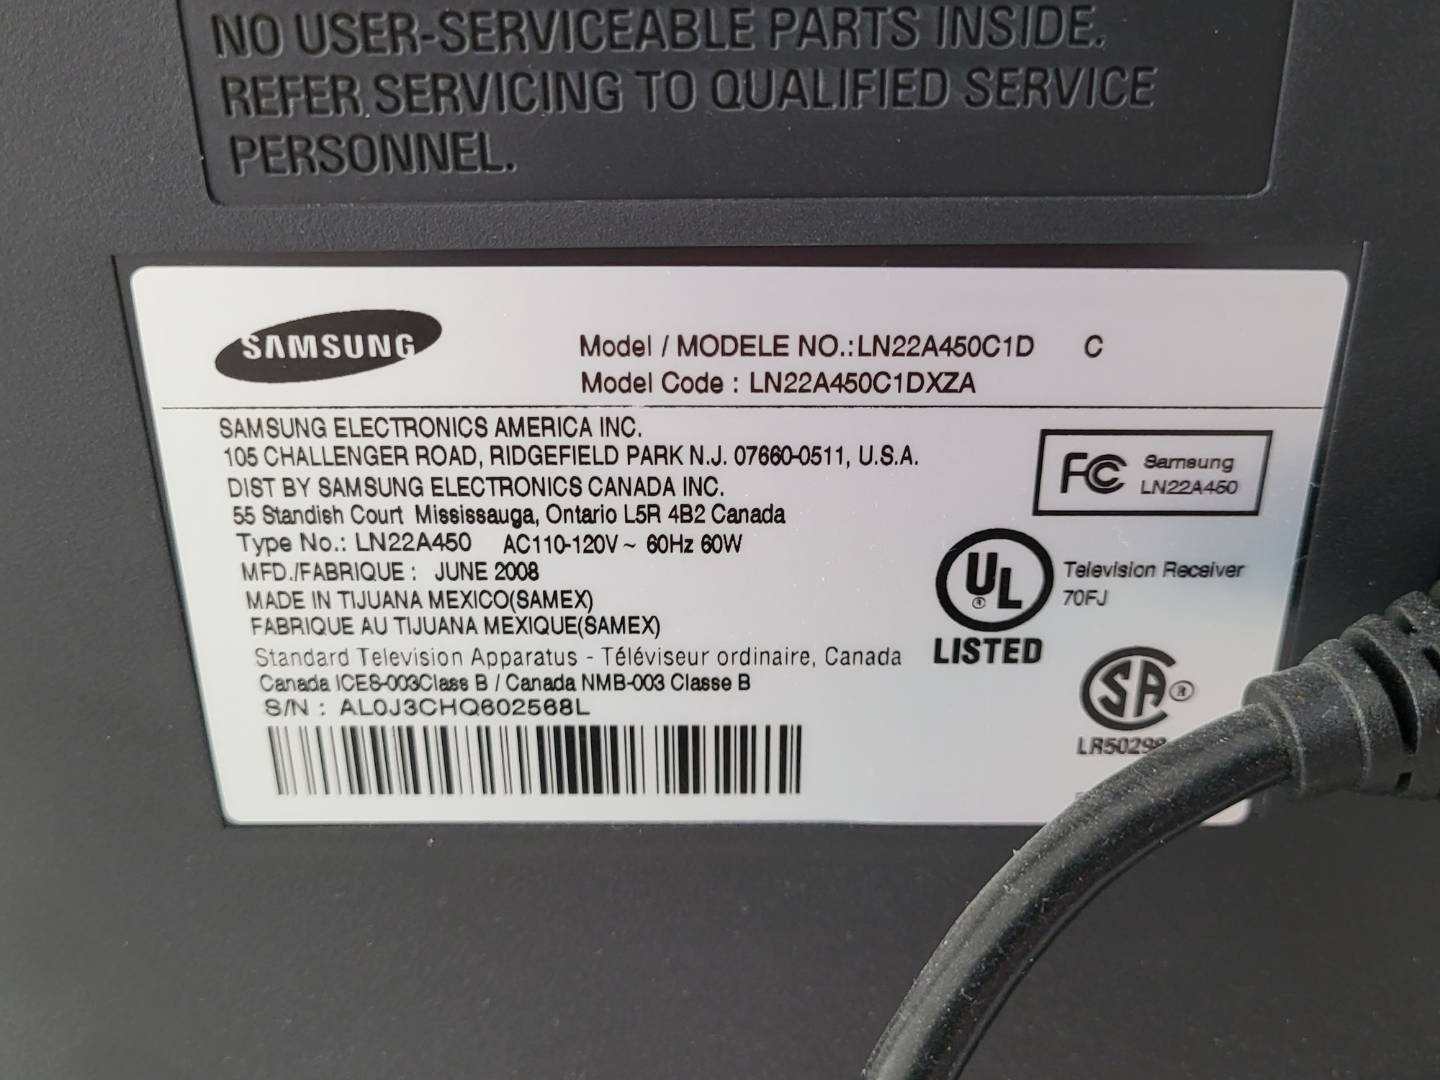 NO USER-SERVICEABLE PARTS INSIDE.
REFER SERVICING TO QUALIFIED SERVICE
PERSONNEL.
SAMSUNG
Model / MODELE NO.:LN22A450C1D C
Model Code : LN22A450C1DXZA
SAMSUNG ELECTRONICS AMERICA INC.
105 CHALLENGER ROAD, RIDGEFIELD PARK N.J. 07660-0511, U.S.A.
DIST BY SAMSUNG ELECTRONICS CANADA INC.
55 Standish Court Mississauga, Ontario L5R 4B2 Canada
Type No.: LN22A450 AC110-120V~ 60Hz 60W
MFD./FABRIQUE : JUNE 2008
MADE IN TIJUANA MEXICO(SAMEX)
FABRIQUE AU TIJUANA MEXIQUE(SAMEX)
Standard Television Apparatus - Téléviseur ordinaire, Canada
Canada ICES-003Class B / Canada NMB-003 Classe B
S/N : AL0J3CHQ602568L
FC Samsung
LN22A450
UL ®
LISTED
Television Receiver
70FJ
SA ®